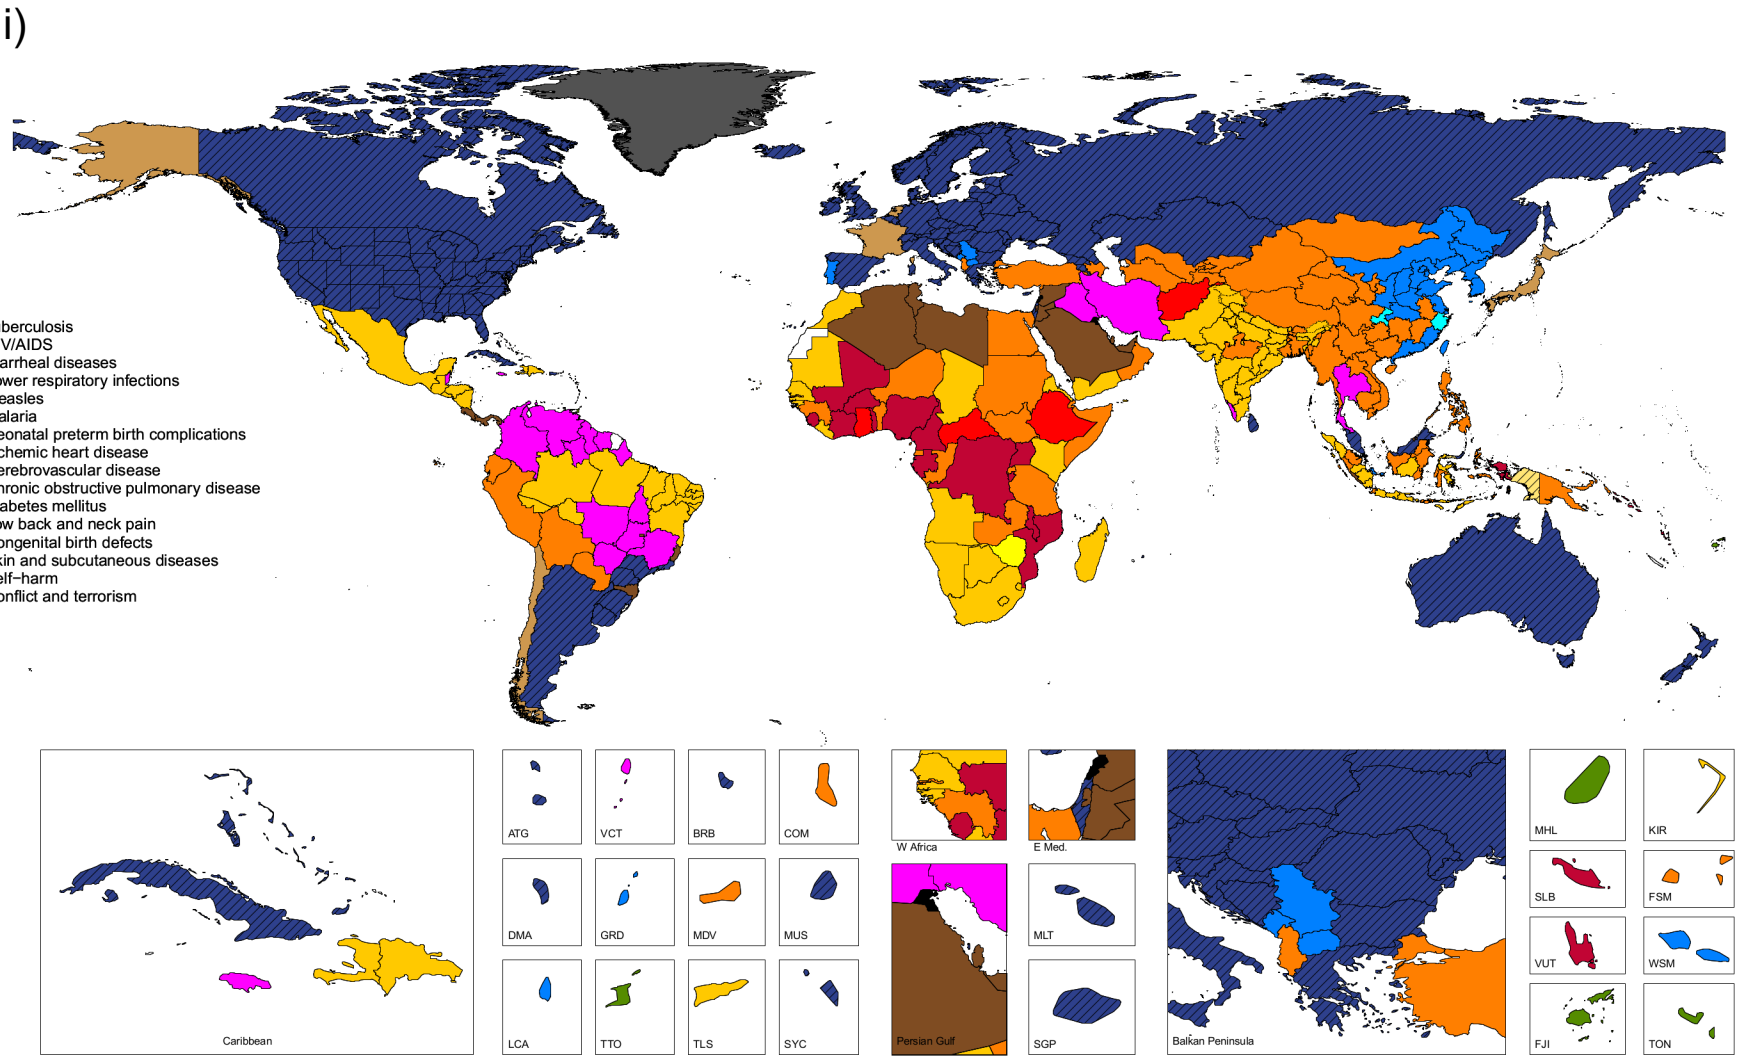 i)
uberculosis
V/AIDS
arrheal diseases
ower respiratory infections
easles
alaria
eonatal preterm birth complications
chemic heart disease
erebrovascular disease
hronic obstructive pulmonary disease
abetes mellitus
ow back and neck pain
ongenital birth defects
kin and subcutaneous diseases
elf−harm
onflict and terrorism
Caribbean
ATG
VCT
BRB
COM
DMA
GRD
MDV
MUS
LCA
TTO
TLS
SYC
W Africa
E Med.
Persian Gulf
MLT
SGP
Balkan Peninsula
MHL
KIR
SLB
FSM
VUT
WSM
FJI
TON